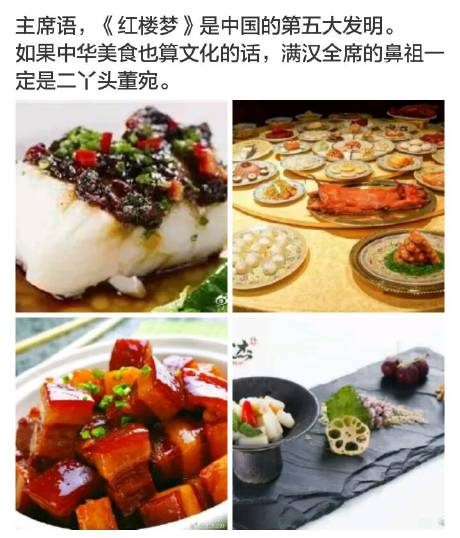 主席语，《红楼梦》是中国的第五大发明。
如果中华美食也算文化的话，满汉全席的鼻祖一
定是二丫头董宛。